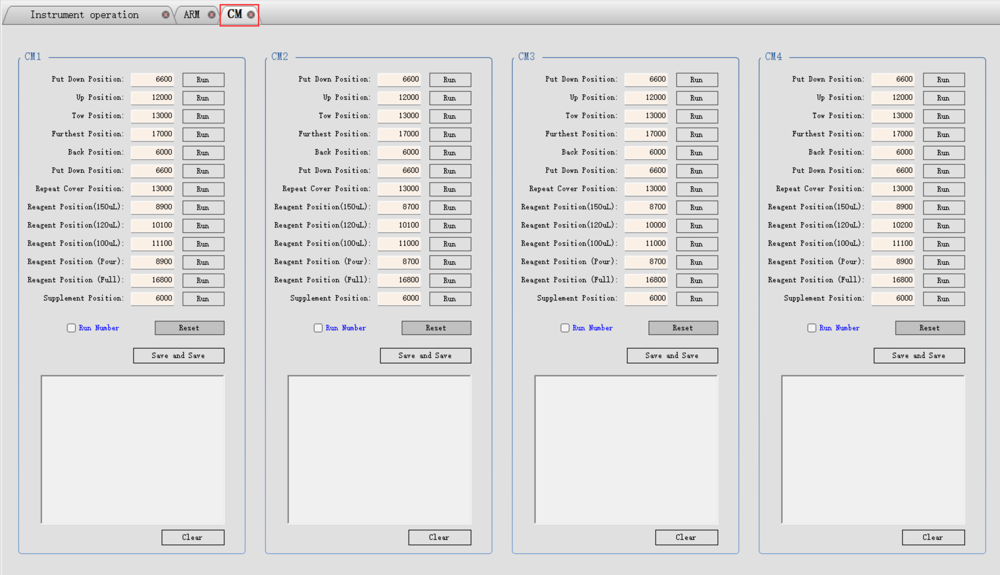 Instrument operation ARM CM
CM1
Put Down Position: 6600 Run
Up Position: 12000 Run
Tow Position: 13000 Run
Furthest Position: 17000 Run
Back Position: 6000 Run
Put Down Position: 6600 Run
Repeat Cover Position: 13000 Run
Reagent Position(150uL): 8900 Run
Reagent Position(120uL): 10100 Run
Reagent Position(100uL): 11100 Run
Reagent Position (Pour): 8900 Run
Reagent Position (Full): 16800 Run
Supplement Position: 6000 Run
Run Number Reset
Save and Save
Clear
CM2
Put Down Position: 6600 Run
Up Position: 12000 Run
Tow Position: 13000 Run
Furthest Position: 17000 Run
Back Position: 6000 Run
Put Down Position: 6600 Run
Repeat Cover Position: 13000 Run
Reagent Position(150uL): 8700 Run
Reagent Position(120uL): 10100 Run
Reagent Position(100uL): 11000 Run
Reagent Position (Pour): 8700 Run
Reagent Position (Full): 16800 Run
Supplement Position: 6000 Run
Run Number Reset
Save and Save
Clear
CM3
Put Down Position: 6600 Run
Up Position: 12000 Run
Tow Position: 13000 Run
Furthest Position: 17000 Run
Back Position: 6000 Run
Put Down Position: 6600 Run
Repeat Cover Position: 13000 Run
Reagent Position(150uL): 8700 Run
Reagent Position(120uL): 10000 Run
Reagent Position(100uL): 11000 Run
Reagent Position (Pour): 8700 Run
Reagent Position (Full): 16800 Run
Supplement Position: 6000 Run
Run Number Reset
Save and Save
Clear
CM4
Put Down Position: 6600 Run
Up Position: 12000 Run
Tow Position: 13000 Run
Furthest Position: 17000 Run
Back Position: 6000 Run
Put Down Position: 6600 Run
Repeat Cover Position: 13000 Run
Reagent Position(150uL): 8900 Run
Reagent Position(120uL): 10200 Run
Reagent Position(100uL): 11100 Run
Reagent Position (Pour): 8900 Run
Reagent Position (Full): 16800 Run
Supplement Position: 6000 Run
Run Number Reset
Save and Save
Clear